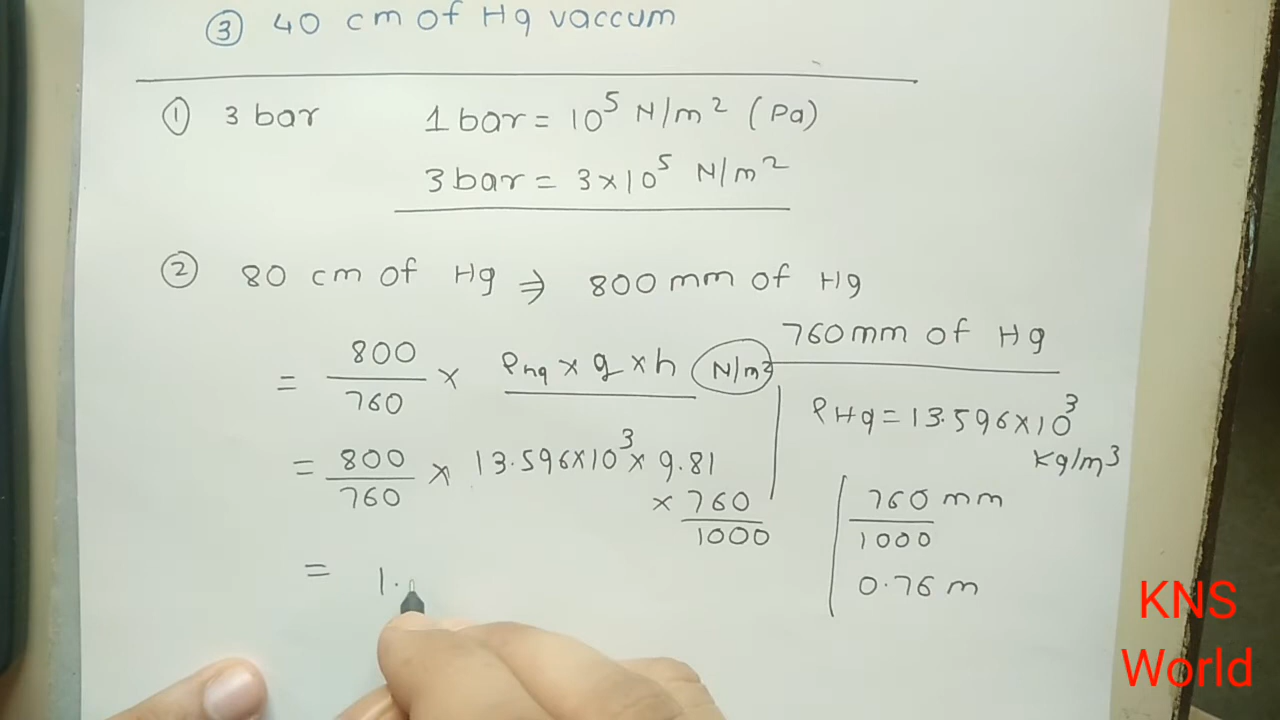 ③ 40 cm of Hg vaccum
① 3 bar 1 bar = 10⁵ N/m² (Pa)
3 bar = 3×10⁵ N/m²
② 80 cm of Hg ⇒ 800 mm of Hg
760 mm of Hg
= 800/760 × ρHg × g × h N/m²
ρHg = 13.596×10³
Kg/m³
= 800/760 × 13.596×10³ × 9.81
× 760/1000
760/1000 mm
0.76 m
= 1.
KNS
World